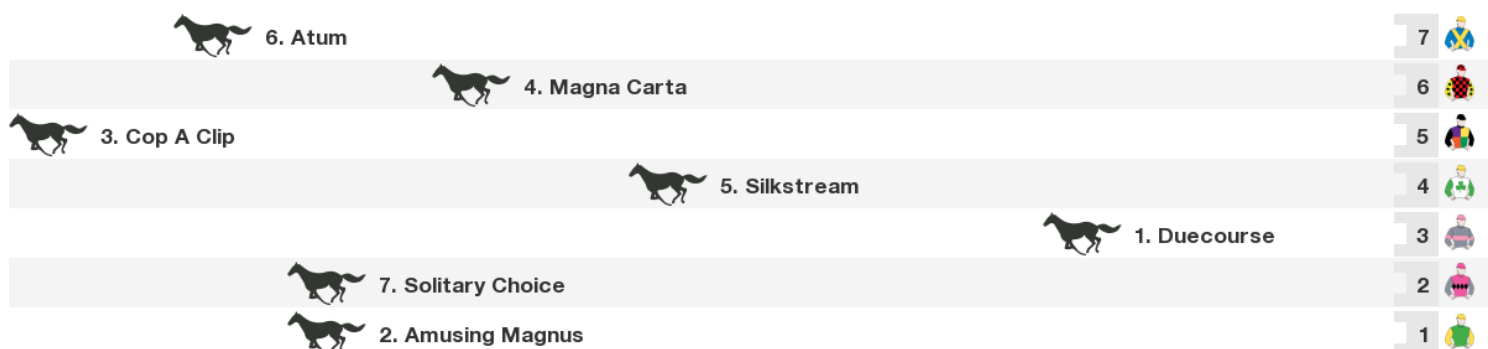 6. Atum 7
4. Magna Carta 6
3. Cop A Clip 5
5. Silkstream 4
1. Duecourse 3
7. Solitary Choice 2
2. Amusing Magnus 1